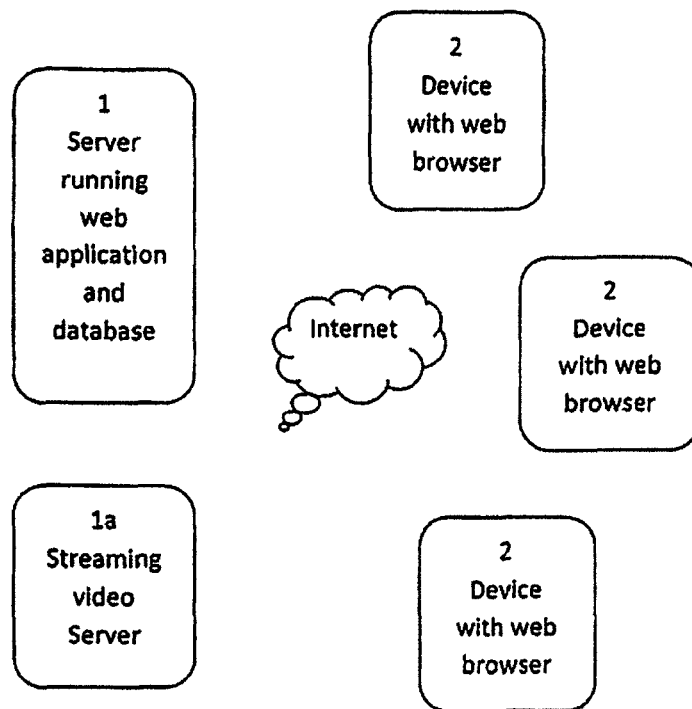 1
Server
running
web
application
and
database
2
Device
with web
browser
Internet
2
Device
with web
browser
1a
Streaming
video
Server
2
Device
with web
browser